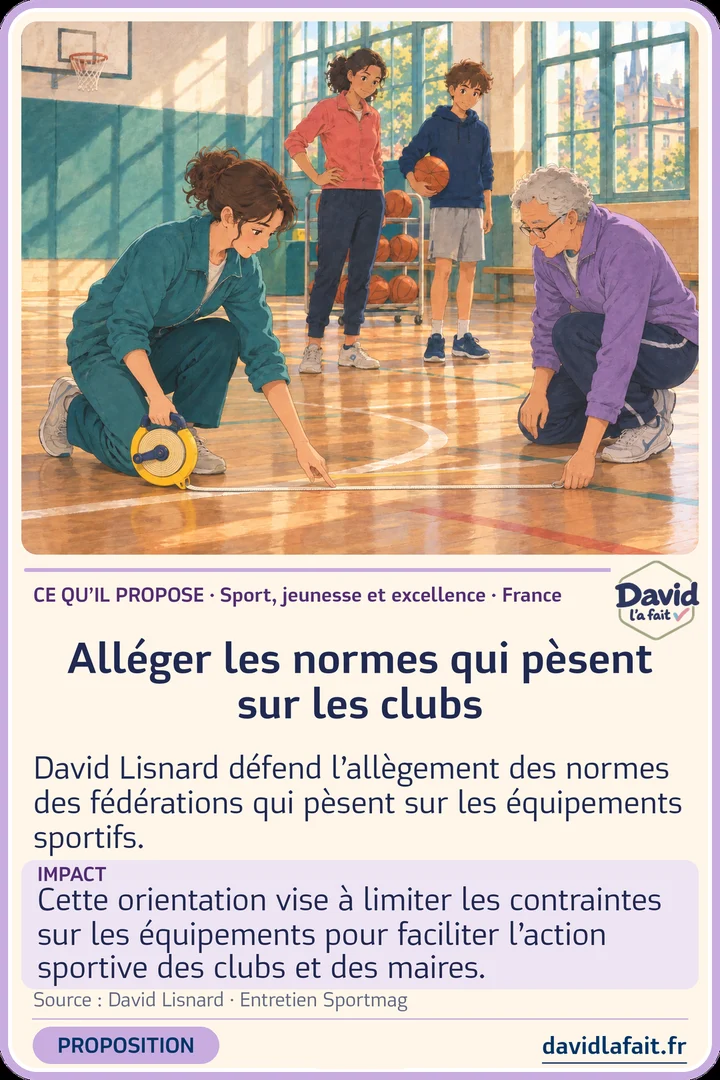 CE QU'IL PROPOSE · Sport, jeunesse et excellence · France
David
l'a fait
Alléger les normes qui pèsent
sur les clubs
David Lisnard défend l'allègement des normes
des fédérations qui pèsent sur les équipements
sportifs.
IMPACT
Cette orientation vise à limiter les contraintes
sur les équipements pour faciliter l'action
sportive des clubs et des maires.
Source : David Lisnard · Entretien Sportmag
PROPOSITION
davidlafait.fr